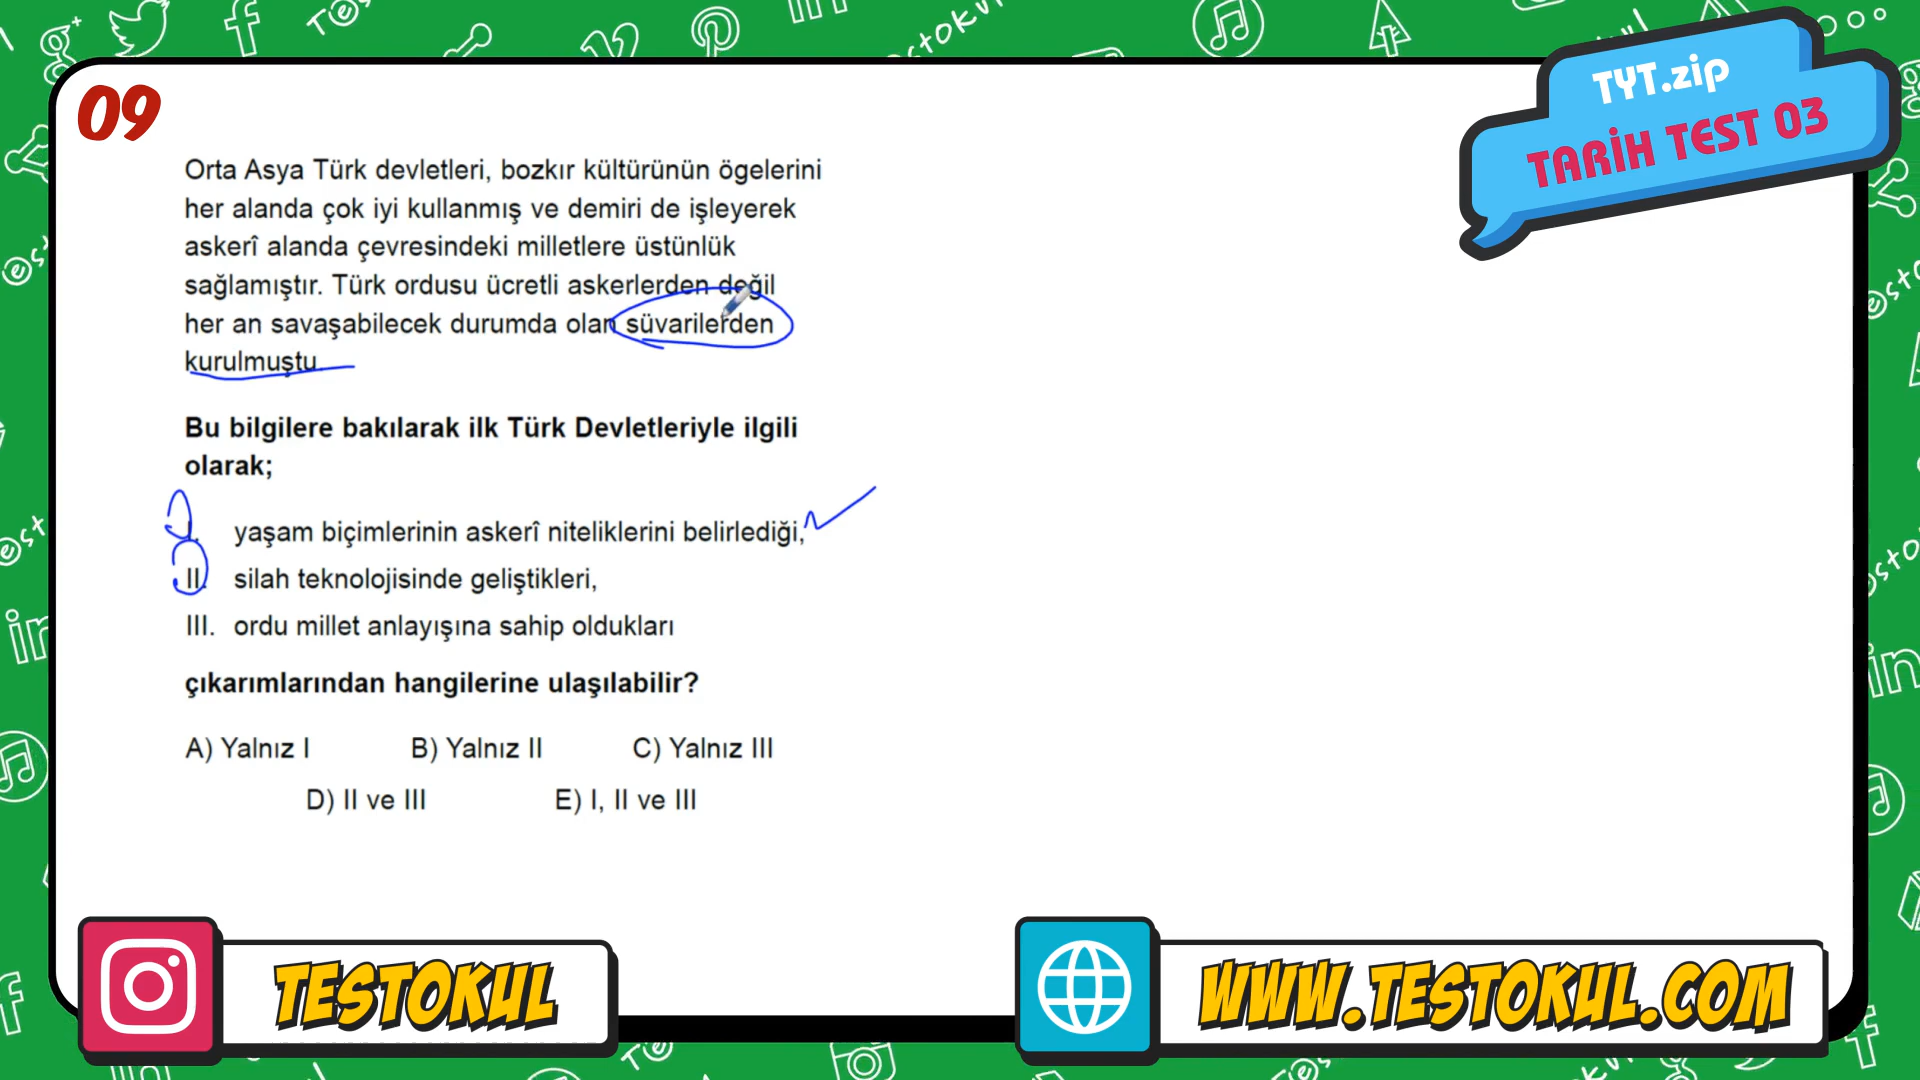 09
TYT.zip
TARİH TEST 03
Orta Asya Türk devletleri, bozkır kültürünün ögelerini
her alanda çok iyi kullanmış ve demiri de işleyerek
askerî alanda çevresindeki milletlere üstünlük
sağlamıştır. Türk ordusu ücretli askerlerden değil
her an savaşabilecek durumda olan süvarilerden
kurulmuştu.
Bu bilgilere bakılarak ilk Türk Devletleriyle ilgili
olarak;
I. yaşam biçimlerinin askerî niteliklerini belirlediği,
II. silah teknolojisinde geliştikleri,
III. ordu millet anlayışına sahip oldukları
çıkarımlarından hangilerine ulaşılabilir?
A) Yalnız I B) Yalnız II C) Yalnız III
D) II ve III E) I, II ve III
TESTOKUL
WWW.TESTOKUL.COM